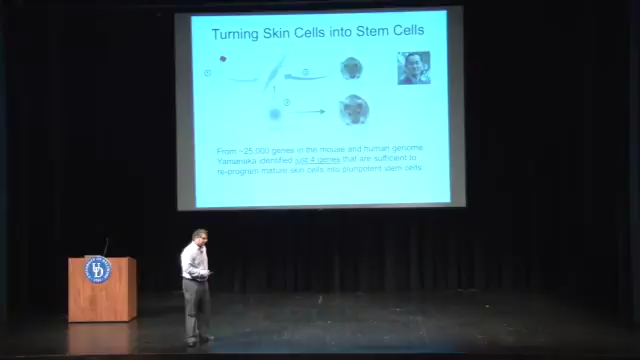 Turning Skin Cells into Stem Cells
From ~25,000 genes in the mouse and human genome
Yamanaka identified just 4 genes that are sufficient to
re-program mature skin cells into pluripotent stem cells
UD